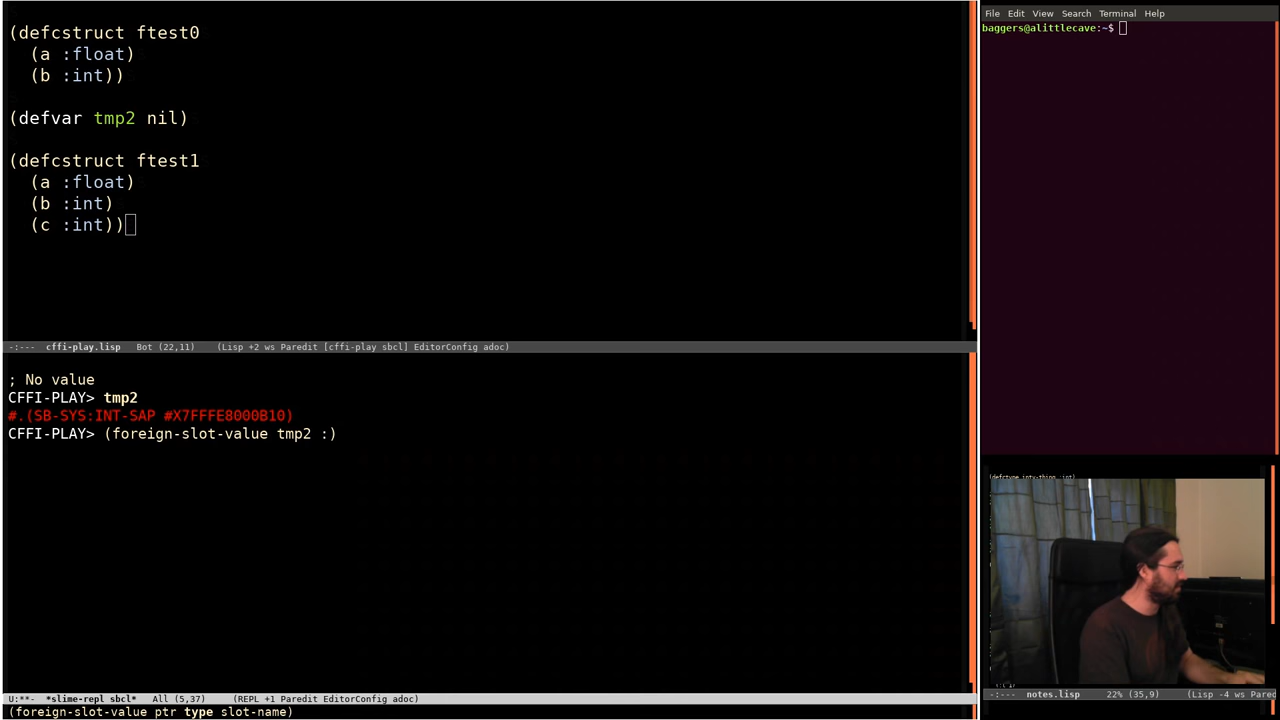 (defcstruct ftest0
(a :float)
(b :int))
(defvar tmp2 nil)
(defcstruct ftest1
(a :float)
(b :int)
(c :int))
-:--- cffi-play.lisp Bot (22,11) (Lisp +2 ws Paredit [cffi-play sbcl] EditorConfig adoc)
; No value
CFFI-PLAY> tmp2
#.(SB-SYS:INT-SAP #X7FFFE8000B10)
CFFI-PLAY> (foreign-slot-value tmp2 :)
U:**- *slime-repl sbcl* All (5,37) (REPL +1 Paredit EditorConfig adoc)
(foreign-slot-value ptr type slot-name)
File Edit View Search Terminal Help
baggers@alittlecave:~$
-:--- notes.lisp 22% (35,9) (Lisp -4 ws Pared